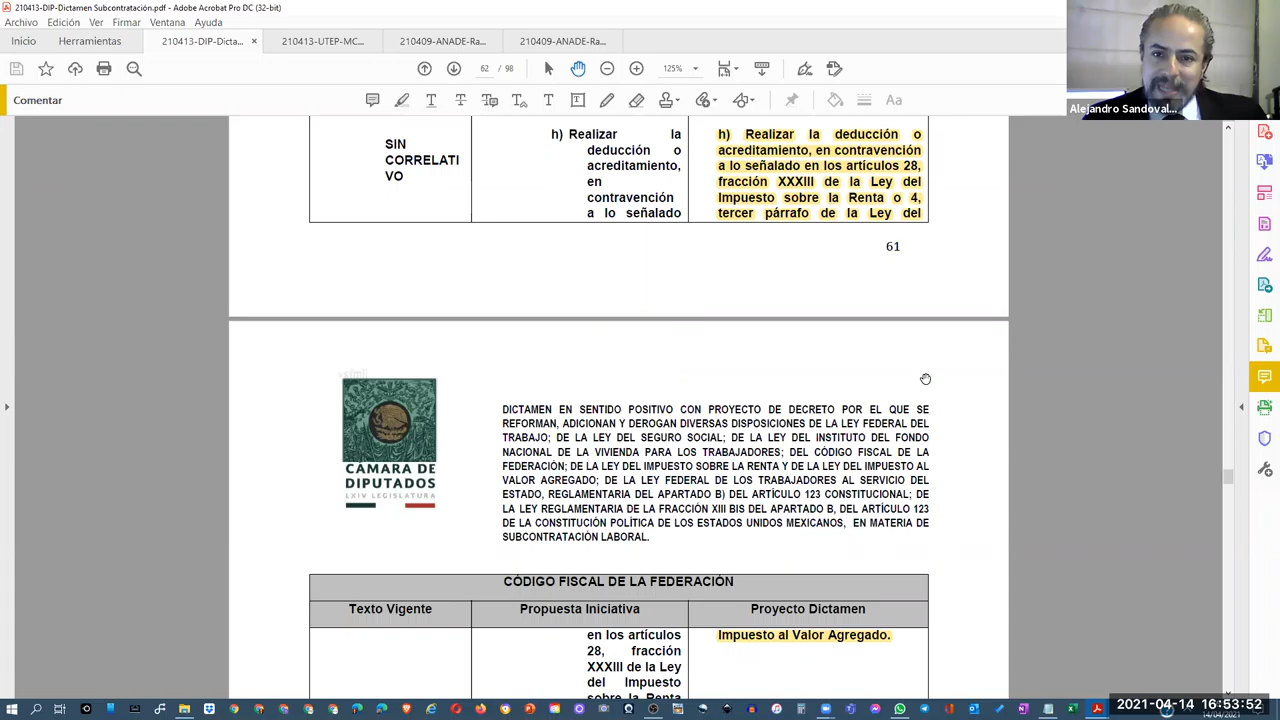 210413-DIP-Dictamen Subcontratación.pdf - Adobe Acrobat Pro DC (32-bit)
Archivo Edición Ver Firmar Ventana Ayuda
Inicio Herramientas 210413-DIP-Dicta... × 210413-UTEP-MC... 210409-ANADE-Ra... 210409-ANADE-Ra...
62 / 98 125%
Alejandro Sandoval...
Comentar
SIN
CORRELATI
VO
h) Realizar la
deducción o
acreditamiento,
en
contravención
a lo señalado
h) Realizar la deducción o
acreditamiento, en contravención
a lo señalado en los artículos 28,
fracción XXXIII de la Ley del
Impuesto sobre la Renta o 4,
tercer párrafo de la Ley del
61
CÁMARA DE
DIPUTADOS
LXIV LEGISLATURA
DICTAMEN EN SENTIDO POSITIVO CON PROYECTO DE DECRETO POR EL QUE SE
REFORMAN, ADICIONAN Y DEROGAN DIVERSAS DISPOSICIONES DE LA LEY FEDERAL DEL
TRABAJO; DE LA LEY DEL SEGURO SOCIAL; DE LA LEY DEL INSTITUTO DEL FONDO
NACIONAL DE LA VIVIENDA PARA LOS TRABAJADORES; DEL CÓDIGO FISCAL DE LA
FEDERACIÓN; DE LA LEY DEL IMPUESTO SOBRE LA RENTA Y DE LA LEY DEL IMPUESTO AL
VALOR AGREGADO; DE LA LEY FEDERAL DE LOS TRABAJADORES AL SERVICIO DEL
ESTADO, REGLAMENTARIA DEL APARTADO B) DEL ARTÍCULO 123 CONSTITUCIONAL; DE
LA LEY REGLAMENTARIA DE LA FRACCIÓN XIII BIS DEL APARTADO B, DEL ARTÍCULO 123
DE LA CONSTITUCIÓN POLÍTICA DE LOS ESTADOS UNIDOS MEXICANOS, EN MATERIA DE
SUBCONTRATACIÓN LABORAL.
CÓDIGO FISCAL DE LA FEDERACIÓN
Texto Vigente Propuesta Iniciativa Proyecto Dictamen
en los artículos
28, fracción
XXXIII de la Ley
del Impuesto
sobre la Renta
Impuesto al Valor Agregado.
2021-04-14 16:53:52
14/04/2021